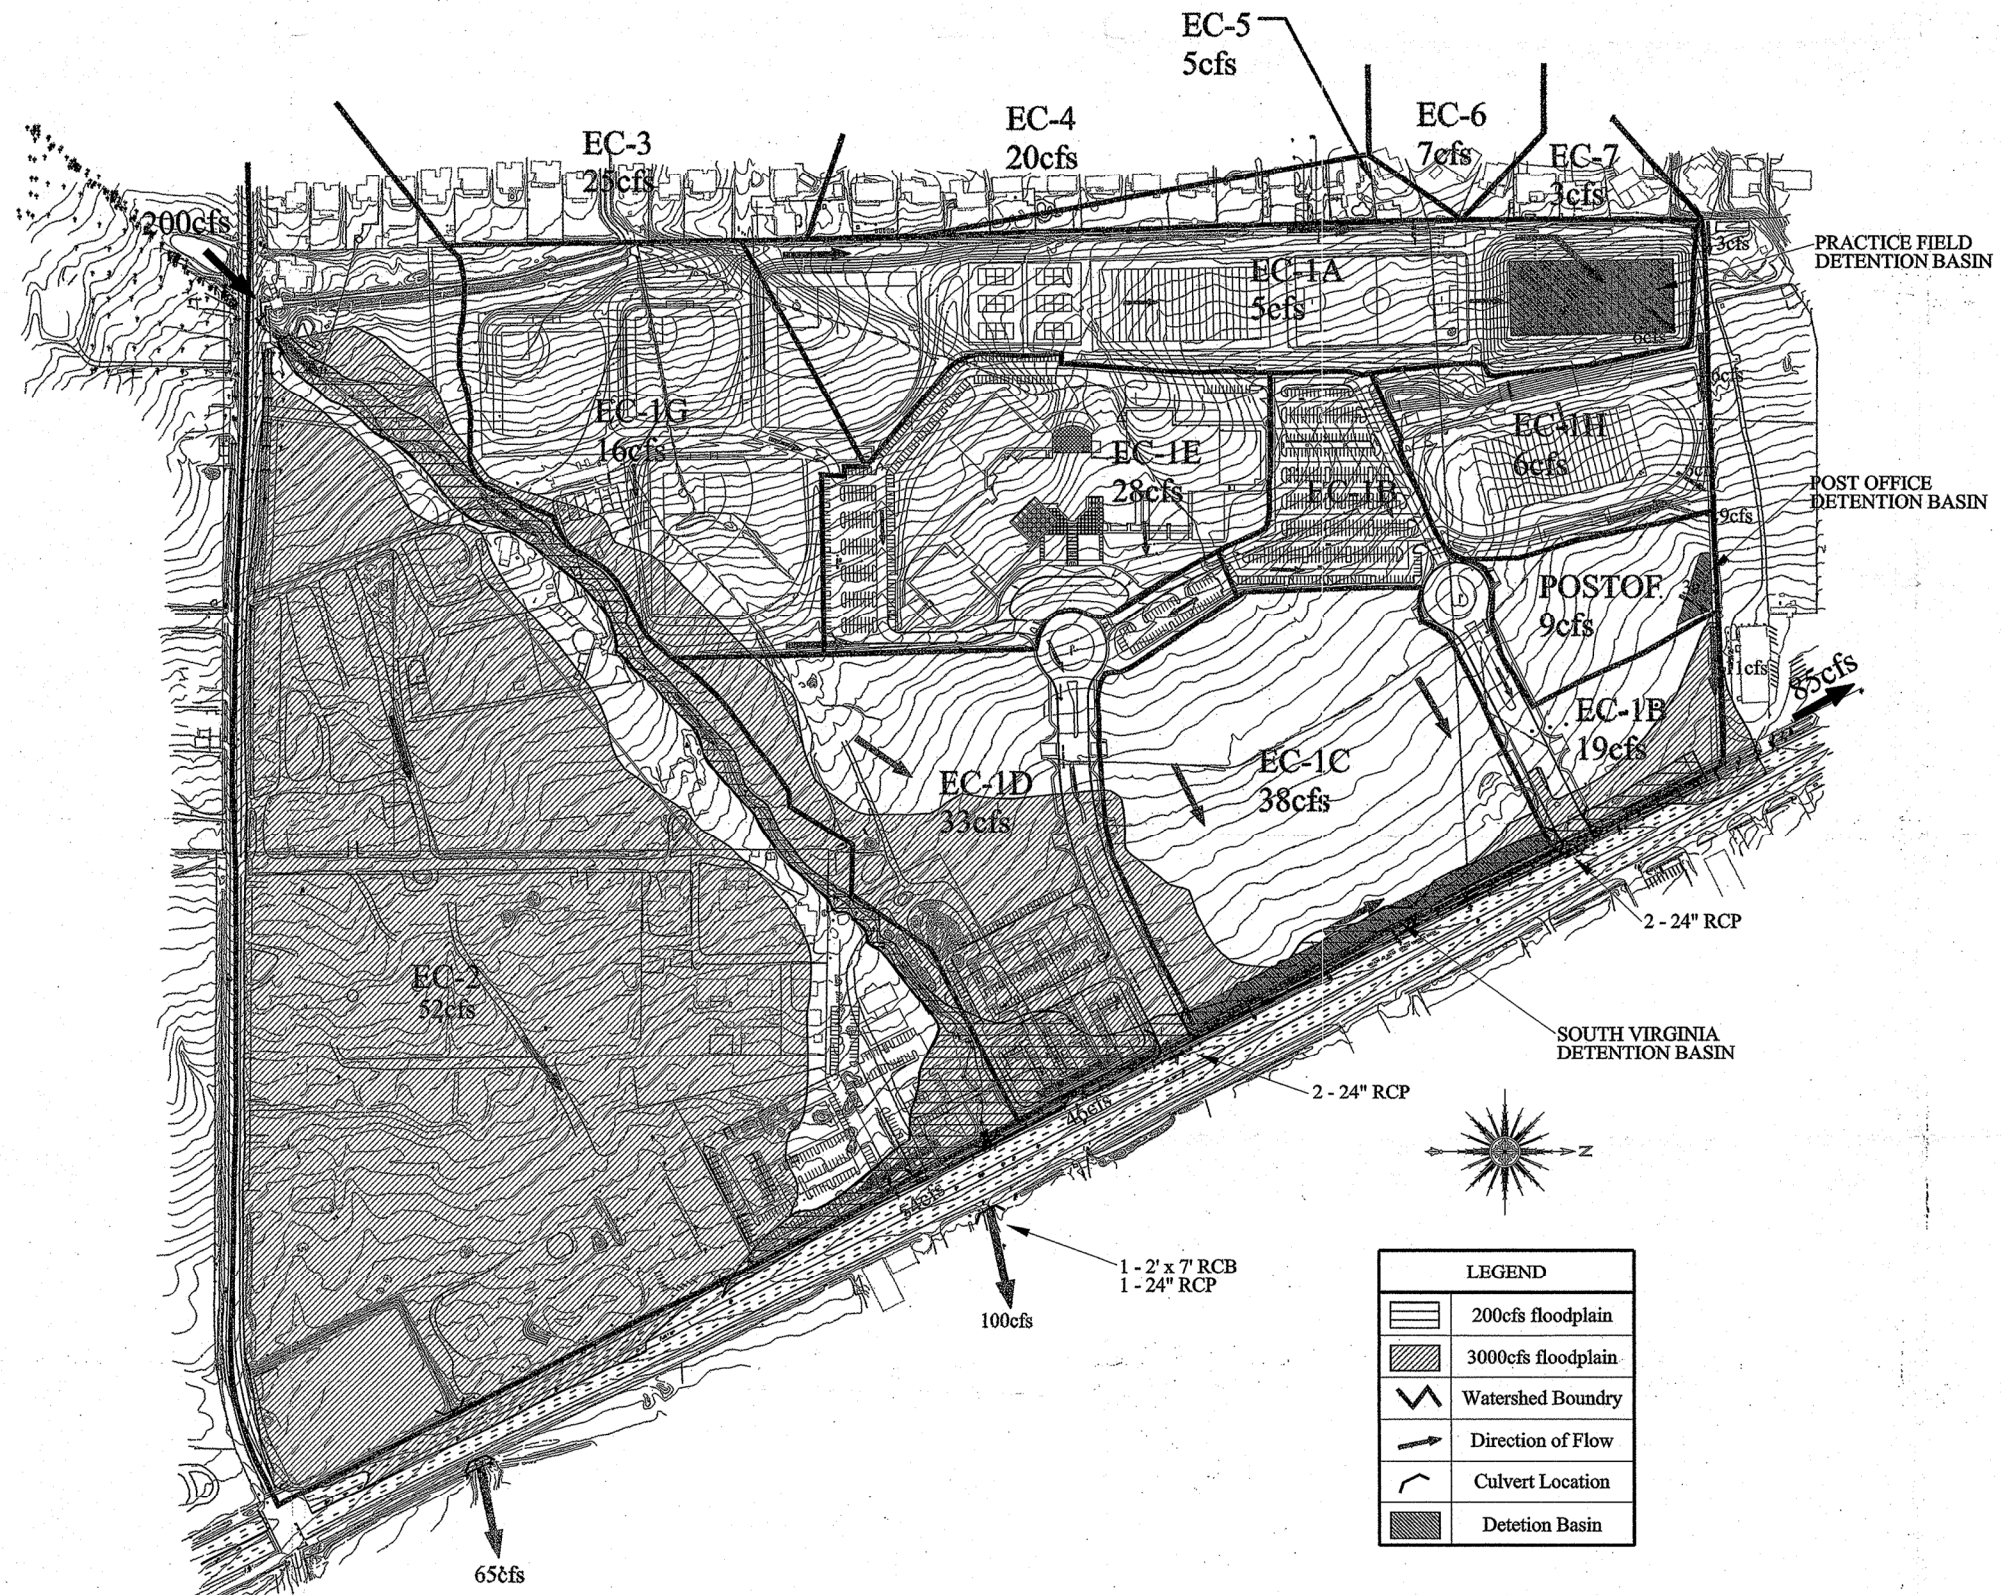 EC-5
5cfs
EC-4
20cfs
EC-6
7cfs
EC-3
25cfs
EC-7
3cfs
200cfs
3cfs
PRACTICE FIELD
DETENTION BASIN
EC-1A
5cfs
6cfs
6cfs
EC-1G
16cfs
EC-1E
28cfs
EC-1H
6cfs
POST OFFICE
DETENTION BASIN
9cfs
POSTOF.
9cfs
11cfs
85cfs
EC-1B
19cfs
EC-1D
33cfs
EC-1C
38cfs
2 - 24" RCP
EC-2
52cfs
SOUTH VIRGINIA
DETENTION BASIN
2 - 24" RCP
46cfs
N
54cfs
1 - 2' x 7' RCB
1 - 24" RCP
100cfs
65cfs
LEGEND
200cfs floodplain
3000cfs floodplain
Watershed Boundry
Direction of Flow
Culvert Location
Detetion Basin